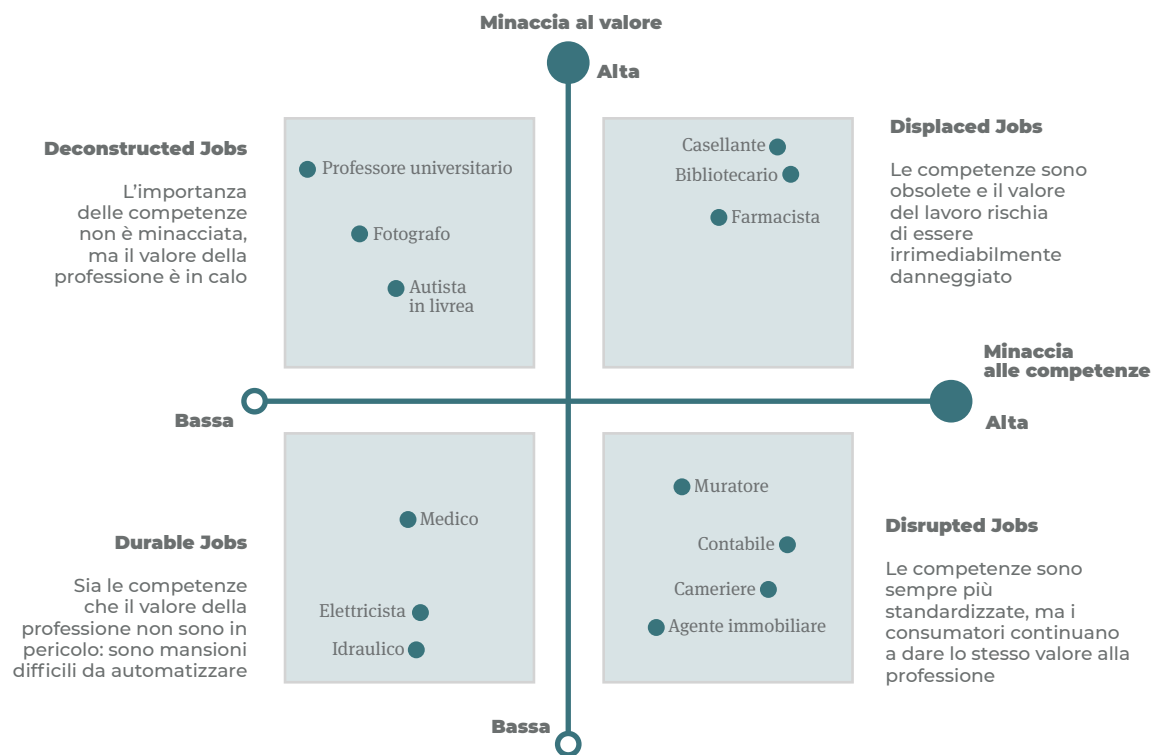 Minaccia al valore
Alta
Deconstructed Jobs
L’importanza
delle competenze
non è minacciata,
ma il valore della
professione è in calo
Professore universitario
Fotografo
Autista
in livrea
Casellante
Bibliotecario
Farmacista
Displaced Jobs
Le competenze sono
obsolete e il valore
del lavoro rischia
di essere
irrimediabilmente
danneggiato
Minaccia
alle competenze
Bassa
Alta
Durable Jobs
Sia le competenze
che il valore della
professione non sono in
pericolo: sono mansioni
difficili da automatizzare
Medico
Elettricista
Idraulico
Muratore
Contabile
Cameriere
Agente immobiliare
Disrupted Jobs
Le competenze sono
sempre più
standardizzate, ma i
consumatori continuano
a dare lo stesso valore alla
professione
Bassa